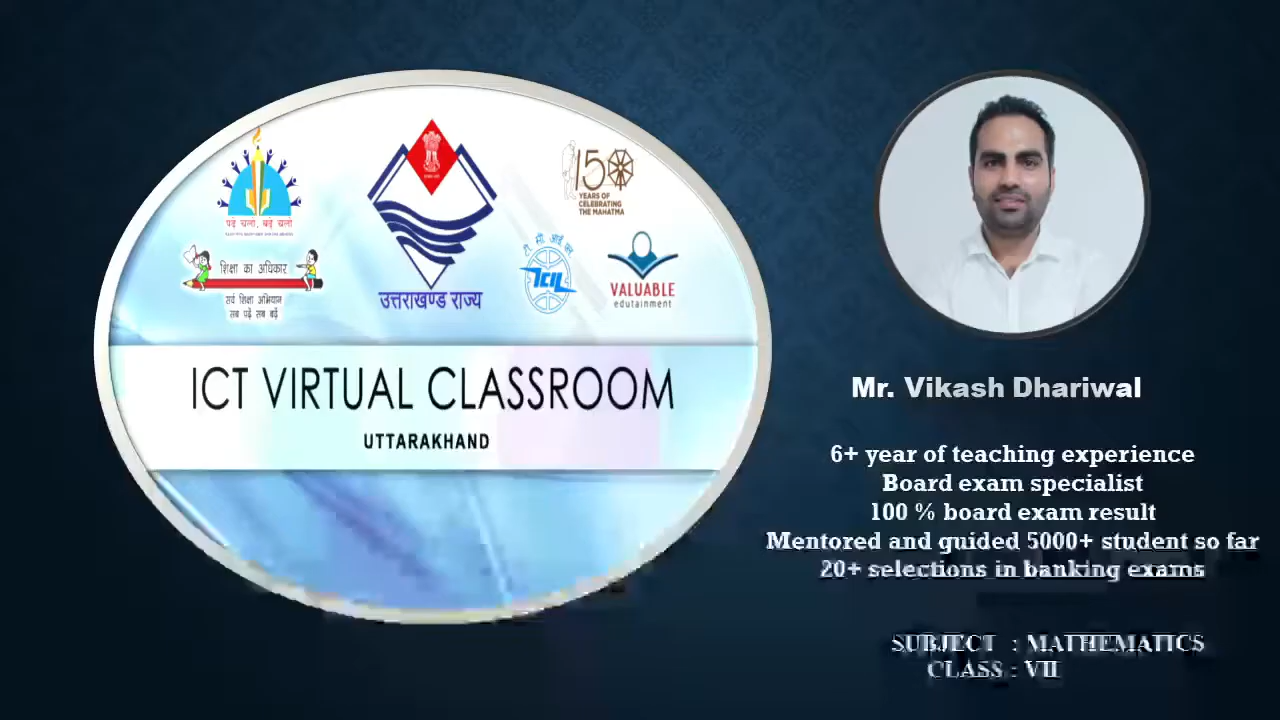 पढ़े चलो, बढ़े चलो
शिक्षा का अधिकार
सर्व शिक्षा अभियान
सब पढ़ें सब बढ़ें
उत्तराखण्ड राज्य
150
YEARS OF
CELEBRATING
THE MAHATMA
टी सी आई एल
TCIL
VALUABLE
edutainment
ICT VIRTUAL CLASSROOM
UTTARAKHAND
Mr. Vikash Dhariwal
6+ year of teaching experience
Board exam specialist
100 % board exam result
Mentored and guided 5000+ student so far
20+ selections in banking exams
SUBJECT : MATHEMATICS
CLASS : VII